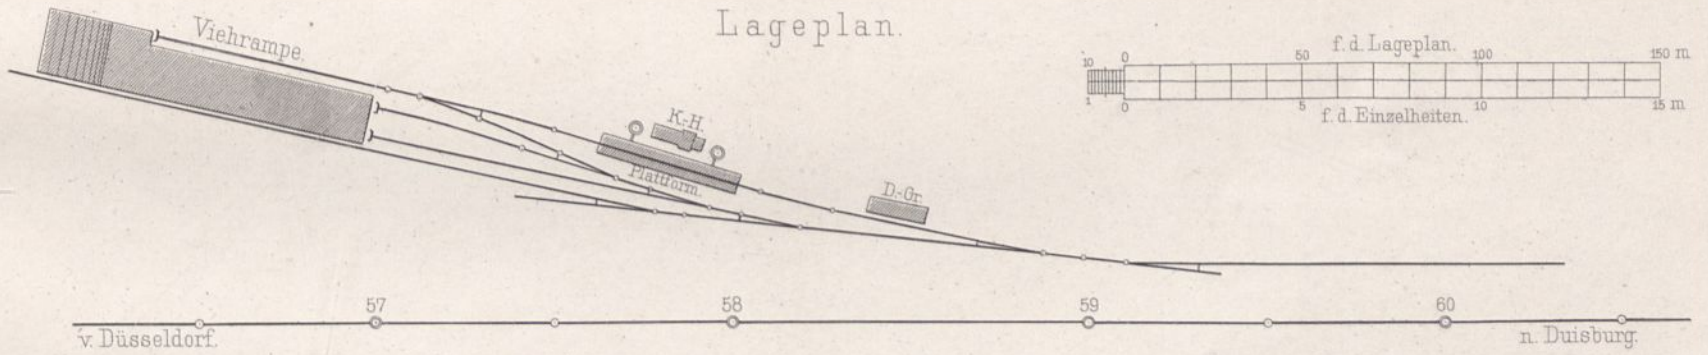 Lageplan.
Viehrampe.
f. d. Lageplan.
10 0 50 100 150 m
1 0 5 10 15 m
f. d. Einzelheiten.
K.-H.
Plattform.
D.-Gr.
57 58 59 60
v. Düsseldorf.
n. Duisburg.